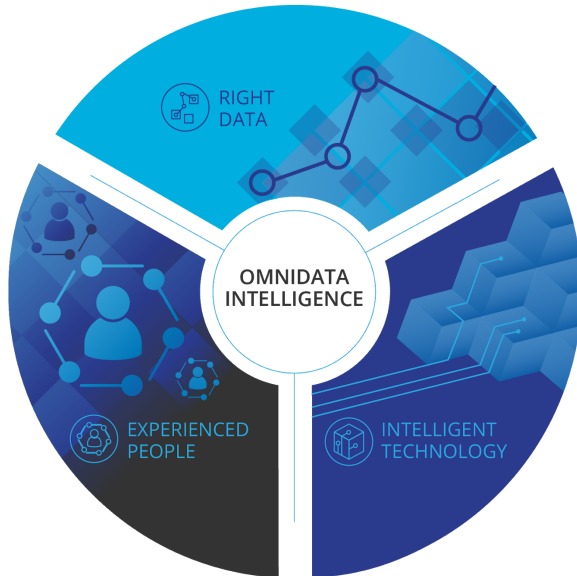 RIGHT
DATA
OMNIDATA
INTELLIGENCE
EXPERIENCED
PEOPLE
INTELLIGENT
TECHNOLOGY